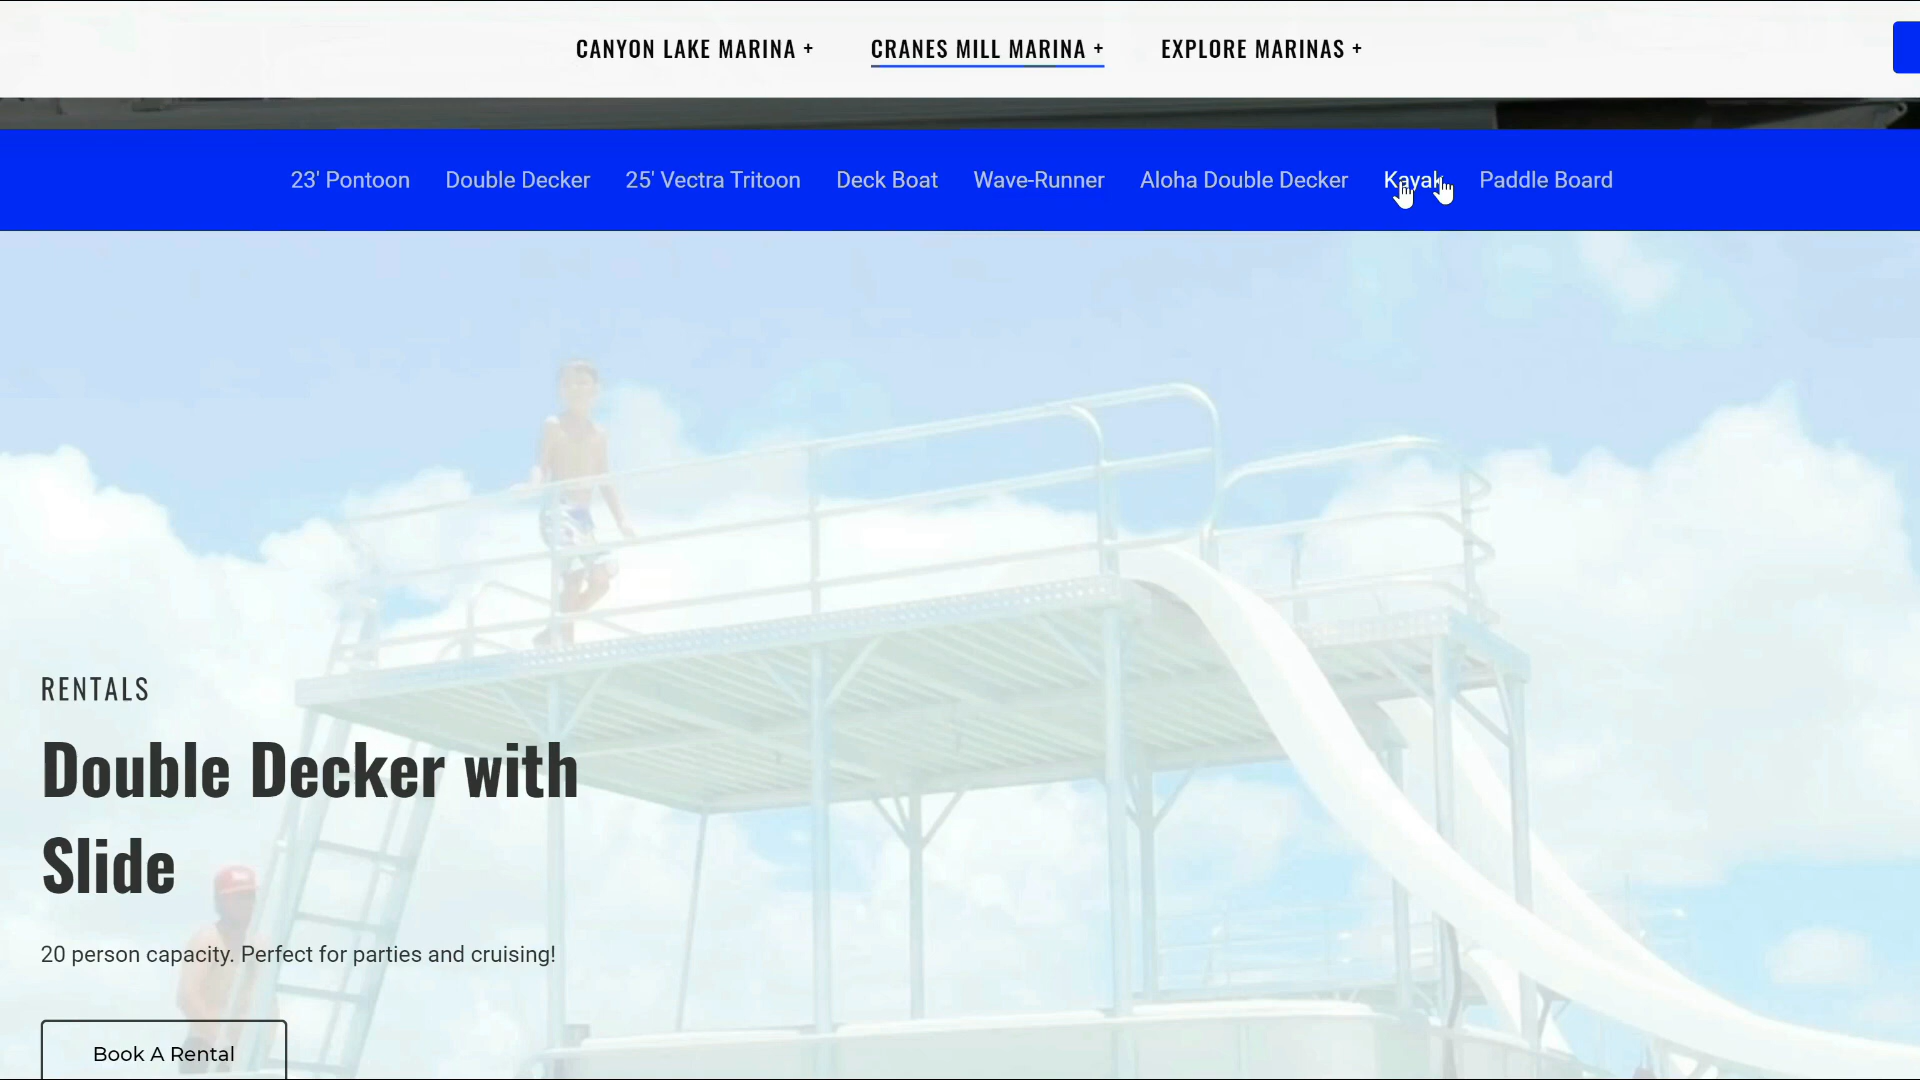 CANYON LAKE MARINA + CRANES MILL MARINA + EXPLORE MARINAS +
23' Pontoon Double Decker 25' Vectra Tritoon Deck Boat Wave-Runner Aloha Double Decker Kayak Paddle Board
RENTALS
Double Decker with
Slide
20 person capacity. Perfect for parties and cruising!
Book A Rental